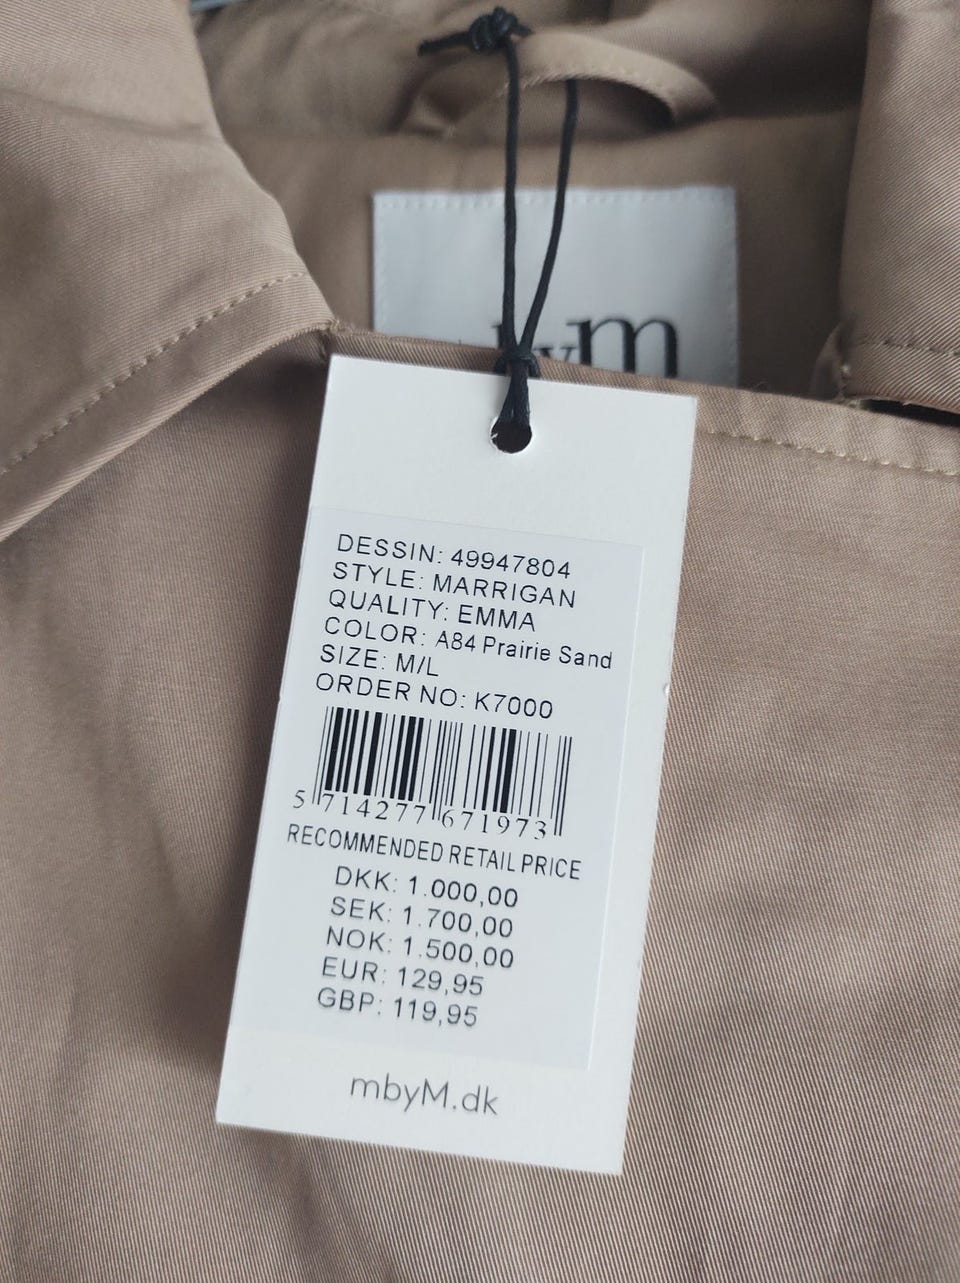 byM
DESSIN: 49947804
STYLE: MARRIGAN
QUALITY: EMMA
COLOR: A84 Prairie Sand
SIZE: M/L
ORDER NO: K7000
5 714277 671973
RECOMMENDED RETAIL PRICE
DKK: 1.000,00
SEK: 1.700,00
NOK: 1.500,00
EUR: 129,95
GBP: 119,95
mbyM.dk